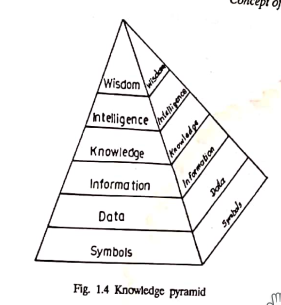 Concept of
Wisdom
Wisdom
Intelligence
Intelligence
Knowledge
Knowledge
Information
Information
Data
Data
Symbols
Symbols
Fig. 1.4 Knowledge pyramid